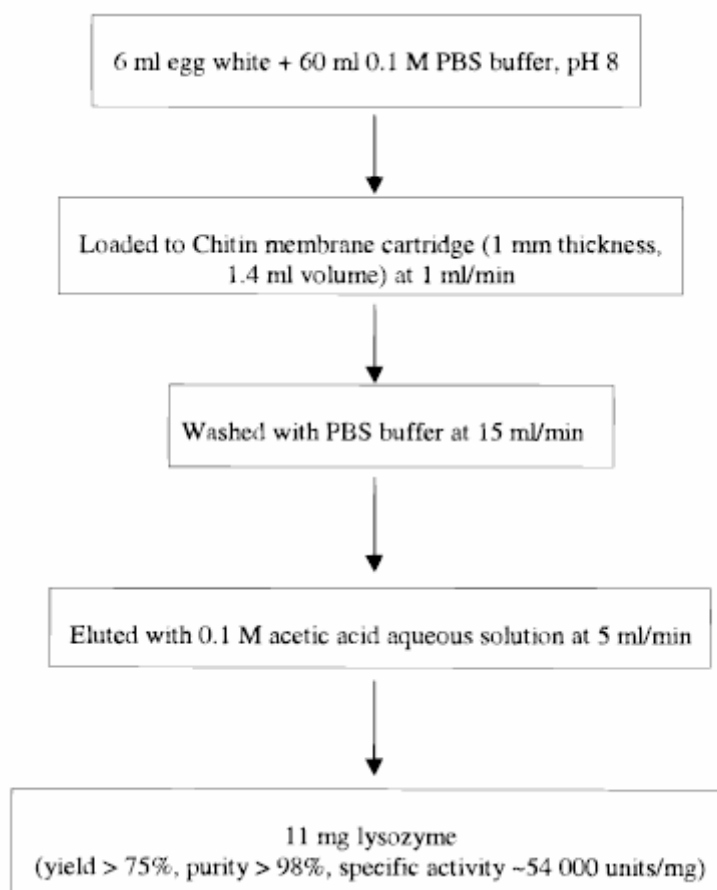 6 ml egg white + 60 ml 0.1 M PBS buffer, pH 8
Loaded to Chitin membrane cartridge (1 mm thickness,
1.4 ml volume) at 1 ml/min
Washed with PBS buffer at 15 ml/min
Eluted with 0.1 M acetic acid aqueous solution at 5 ml/min
11 mg lysozyme
(yield > 75%, purity > 98%, specific activity ~54 000 units/mg)